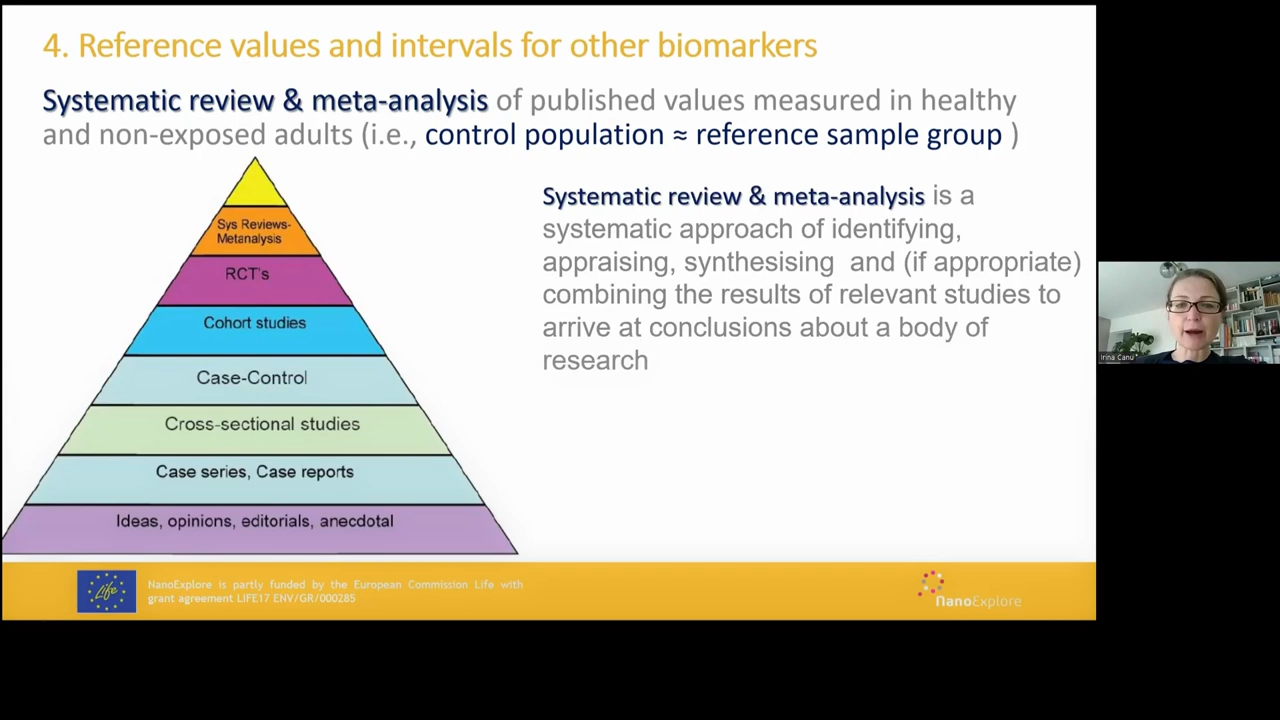 4. Reference values and intervals for other biomarkers
Systematic review & meta-analysis of published values measured in healthy
and non-exposed adults (i.e., control population ≈ reference sample group )
Sys Reviews-
Metanalysis
RCT's
Cohort studies
Case-Control
Cross-sectional studies
Case series, Case reports
Ideas, opinions, editorials, anecdotal
Systematic review & meta-analysis is a
systematic approach of identifying,
appraising, synthesising and (if appropriate)
combining the results of relevant studies to
arrive at conclusions about a body of
research
Irina Canu
Life
NanoExplore is partly funded by the European Commission Life with
grant agreement LIFE17 ENV/GR/000285
NanoExplore